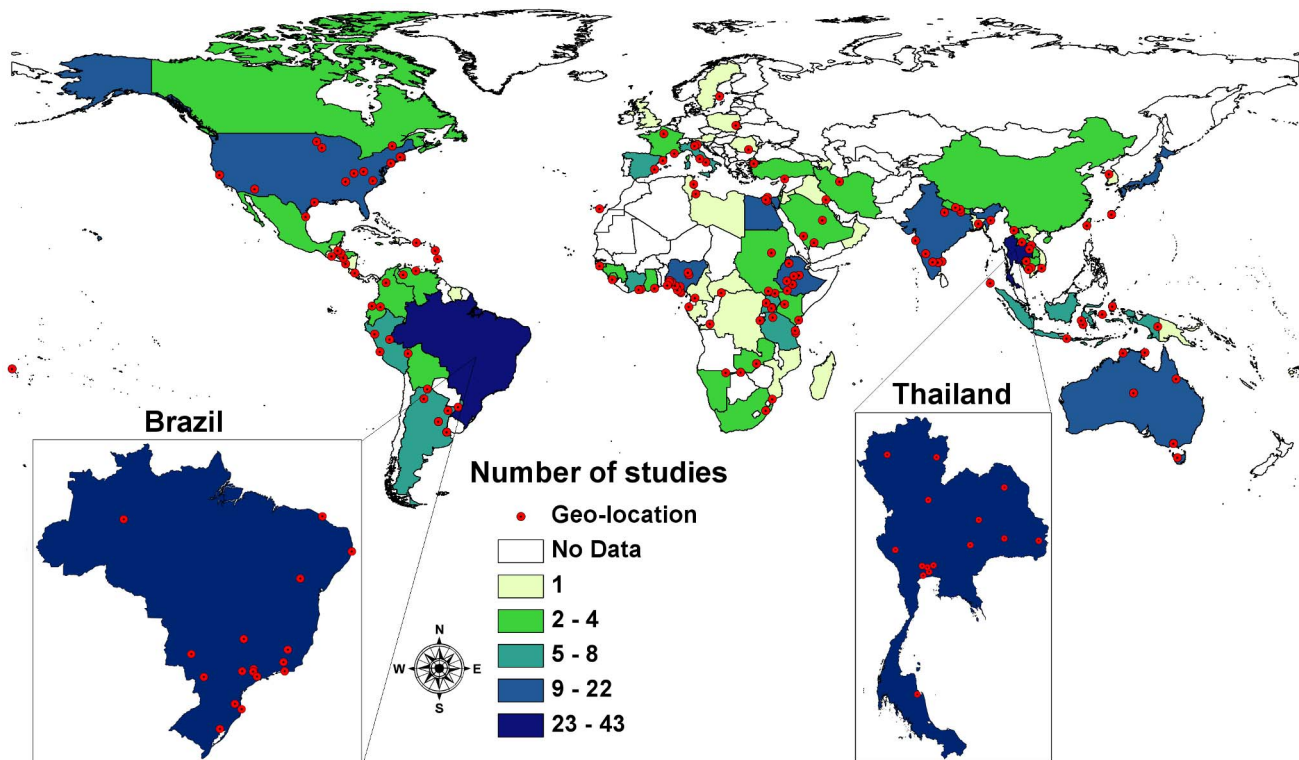 Brazil
Thailand
Number of studies
Geo-location
No Data
1
2 - 4
5 - 8
9 - 22
23 - 43
N
W E
S